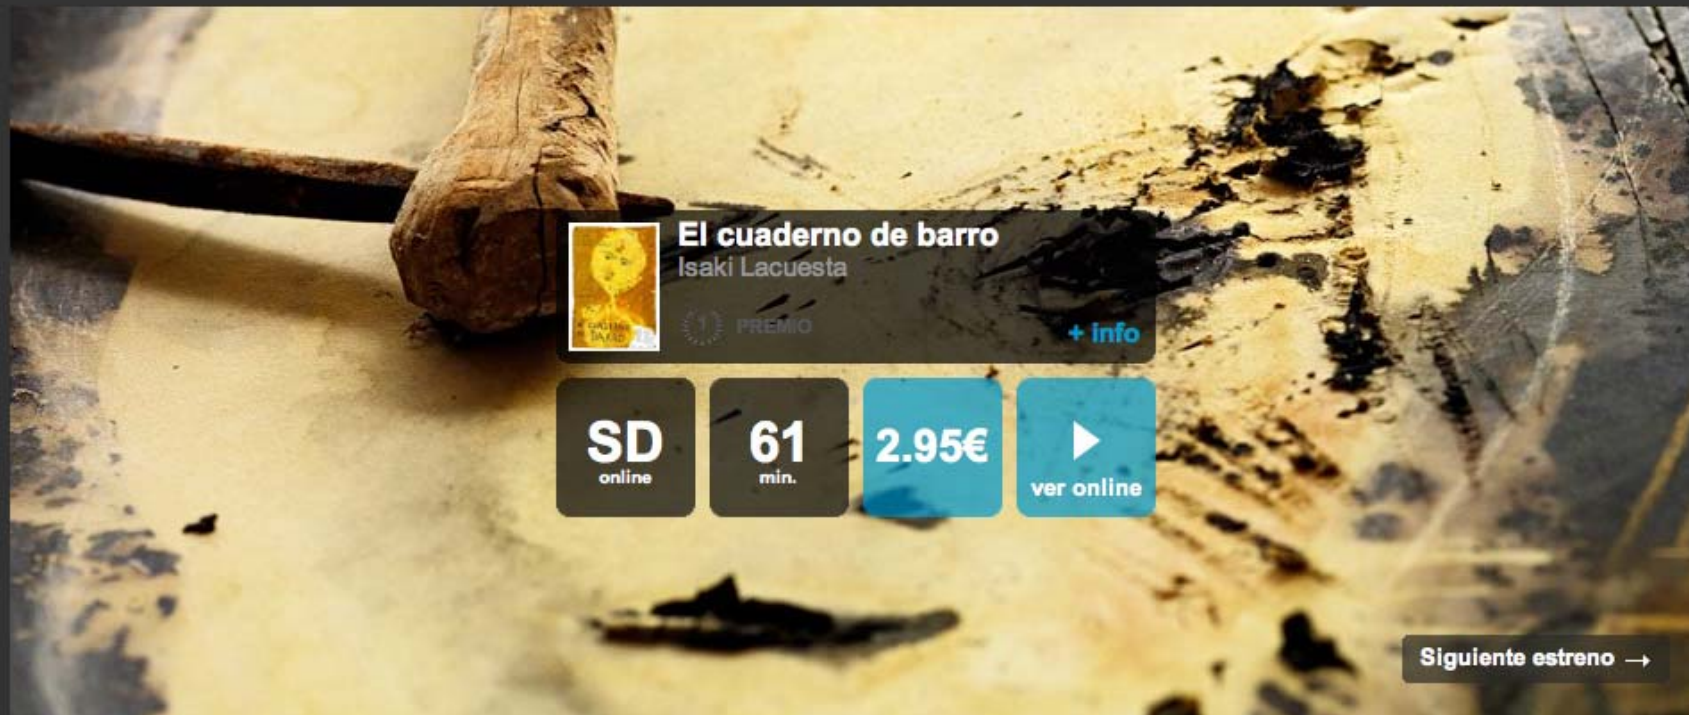 El cuaderno de barro
Isaki Lacuesta
1 PREMIO
+ info
SD
online
61
min.
2.95€
ver online
Siguiente estreno →